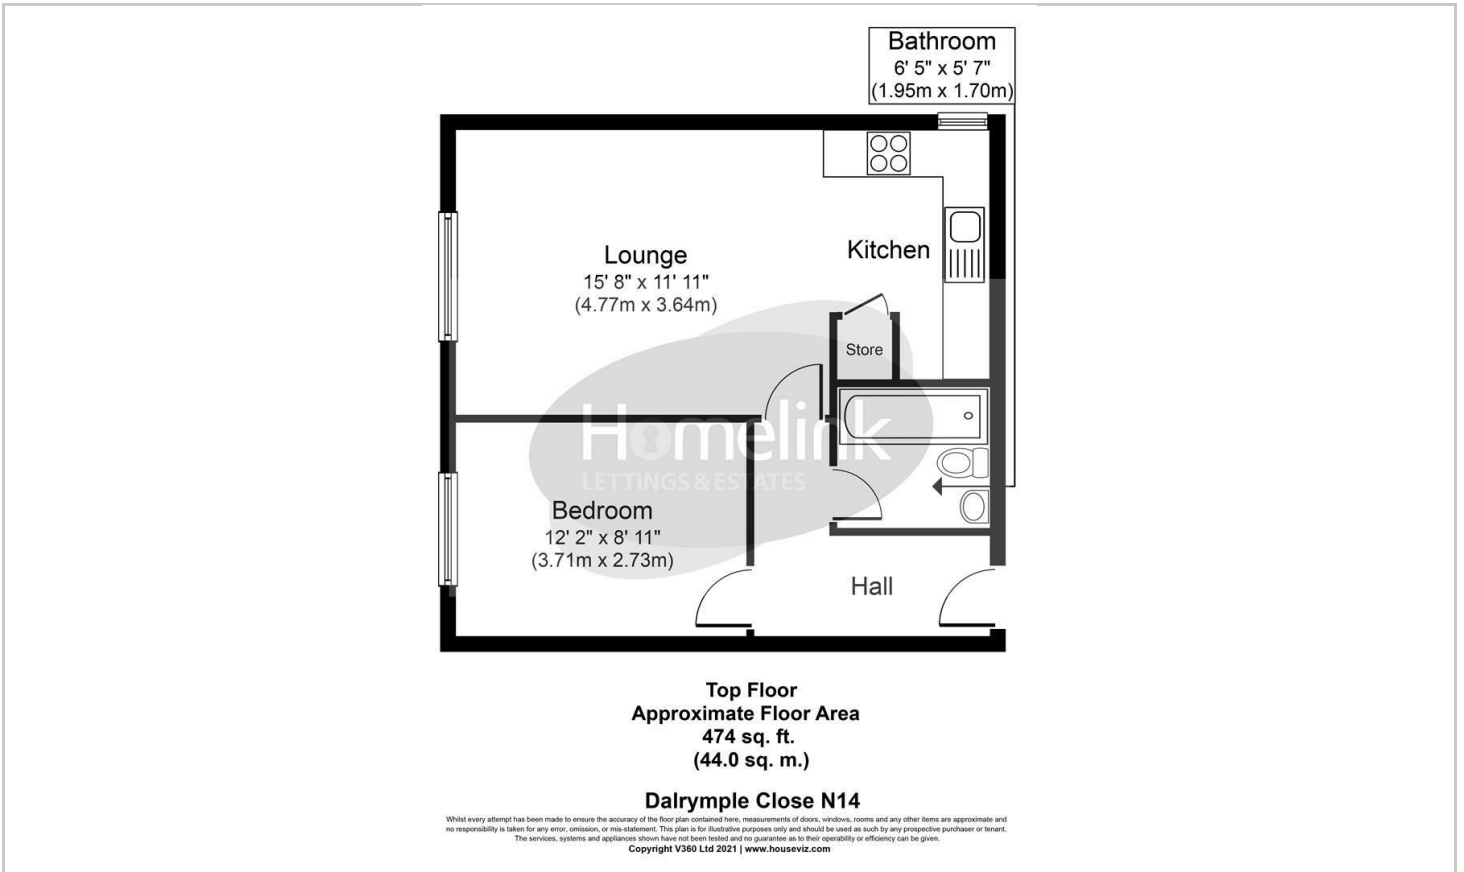 Bathroom
6' 5" x 5' 7"
(1.95m x 1.70m)
Lounge
15' 8" x 11' 11"
(4.77m x 3.64m)
Kitchen
Store
Homelink
LETTINGS & ESTATES
Bedroom
12' 2" x 8' 11"
(3.71m x 2.73m)
Hall
Top Floor
Approximate Floor Area
474 sq. ft.
(44.0 sq. m.)
Dalrymple Close N14
Whilst every attempt has been made to ensure the accuracy of the floor plan contained here, measurements of doors, windows, rooms and any other items are approximate and
no responsibility is taken for any error, omission, or mis-statement. This plan is for illustrative purposes only and should be used as such by any prospective purchaser or tenant.
The services, systems and appliances shown have not been tested and no guarantee as to their operability or efficiency can be given.
Copyright V360 Ltd 2021 | www.houseviz.com